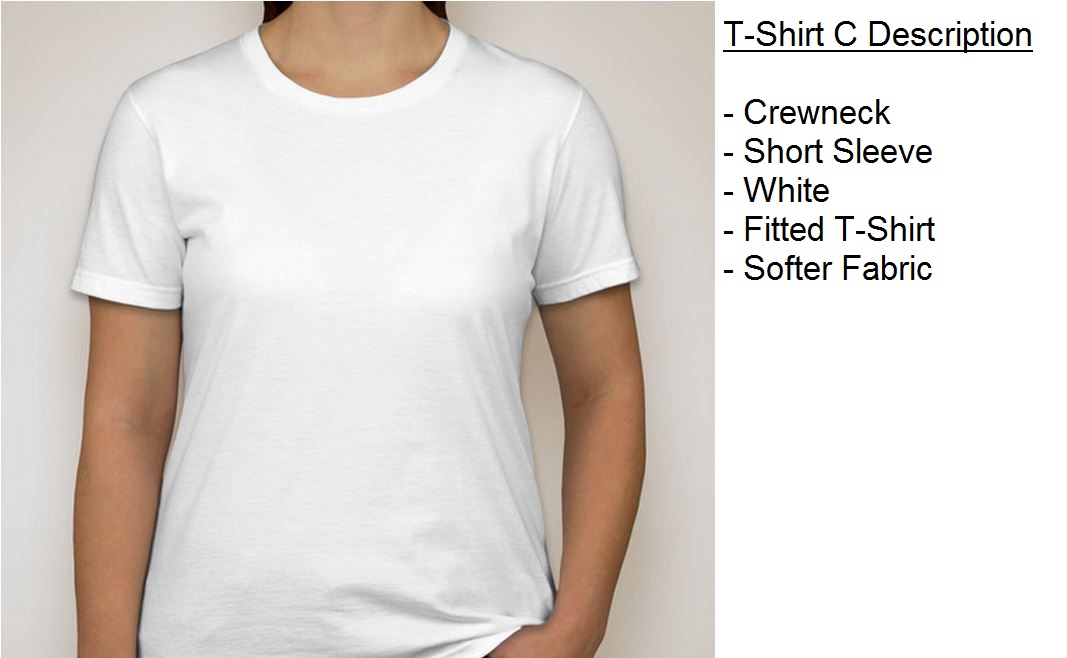 T-Shirt C Description
- Crewneck
- Short Sleeve
- White
- Fitted T-Shirt
- Softer Fabric